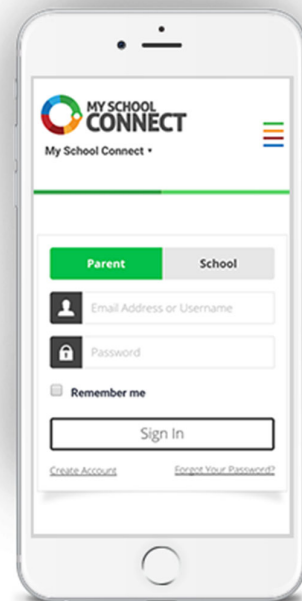 MY SCHOOL
CONNECT
My School Connect
Parent School
Email Address or Username
Password
Remember me
Sign In
Create Account Forgot Your Password?